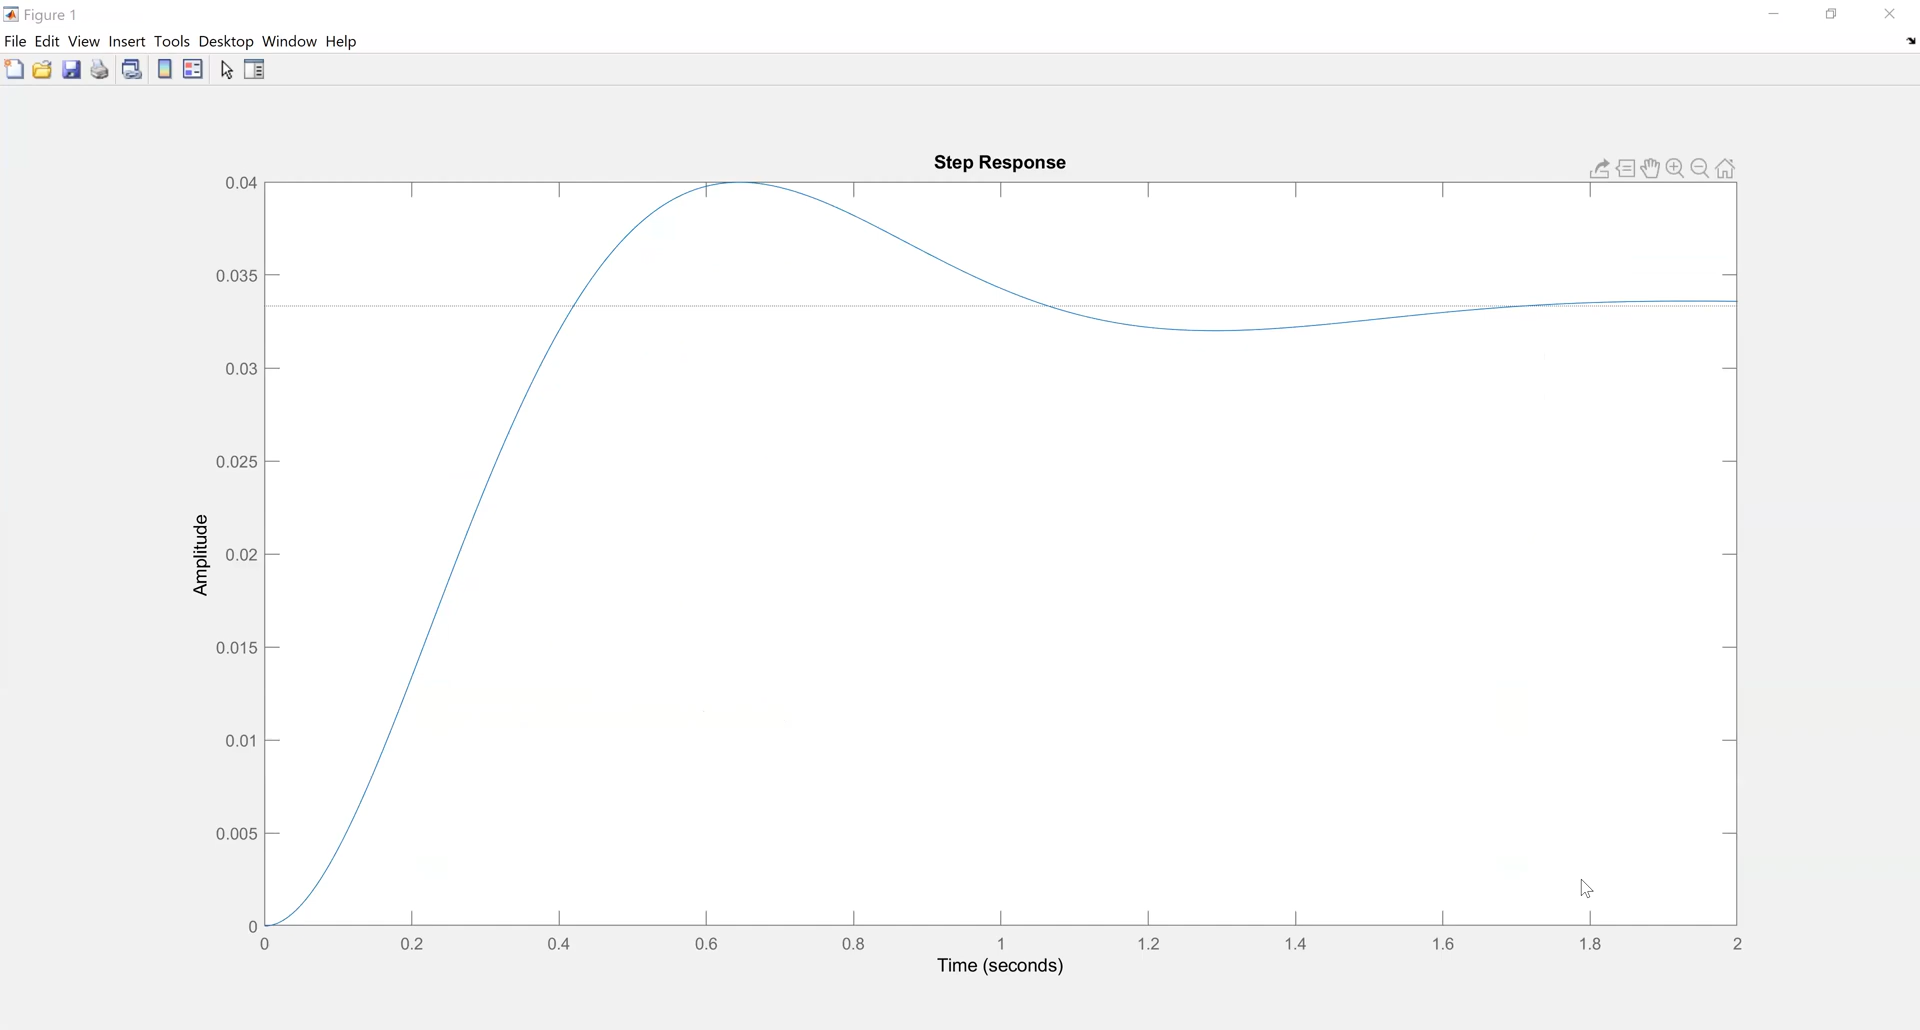 Figure 1
File Edit View Insert Tools Desktop Window Help
Step Response
0.04
0.035
0.03
0.025
0.02
0.015
0.01
0.005
0
Amplitude
0 0.2 0.4 0.6 0.8 1 1.2 1.4 1.6 1.8 2
Time (seconds)